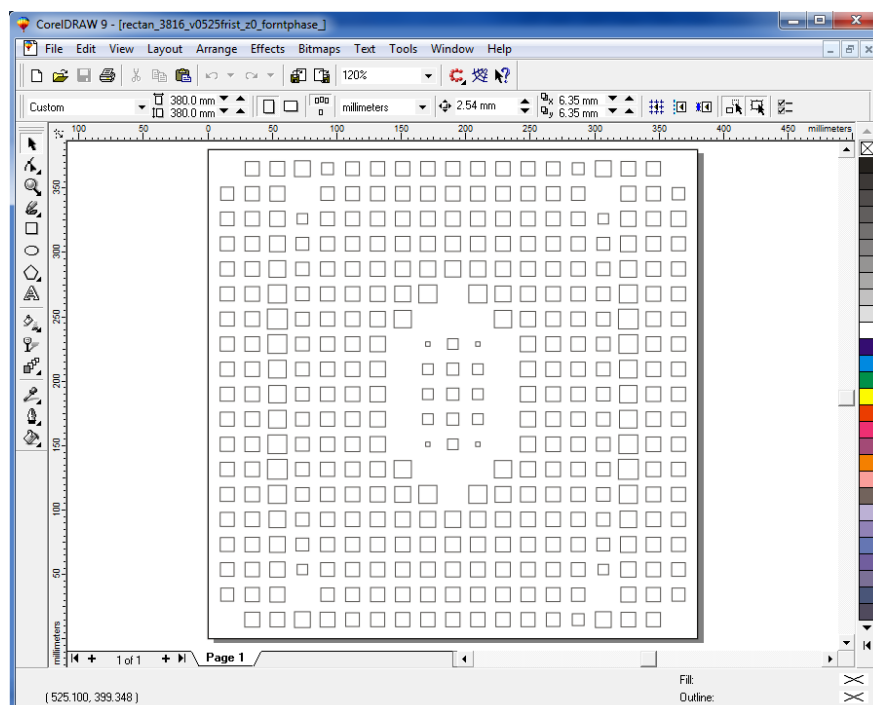 CorelDRAW 9 - [rectan_3816_v0525frist_z0_forntphase_]
File Edit View Layout Arrange Effects Bitmaps Text Tools Window Help
120%
Custom 380.0 mm 380.0 mm millimeters 2.54 mm x 6.35 mm y 6.35 mm
100 50 0 50 100 150 200 250 300 350 400 450 millimeters
350
300
250
200
150
100
50
millimeters
1 of 1 Page 1
Fill:
( 525.100, 399.348 ) Outline: